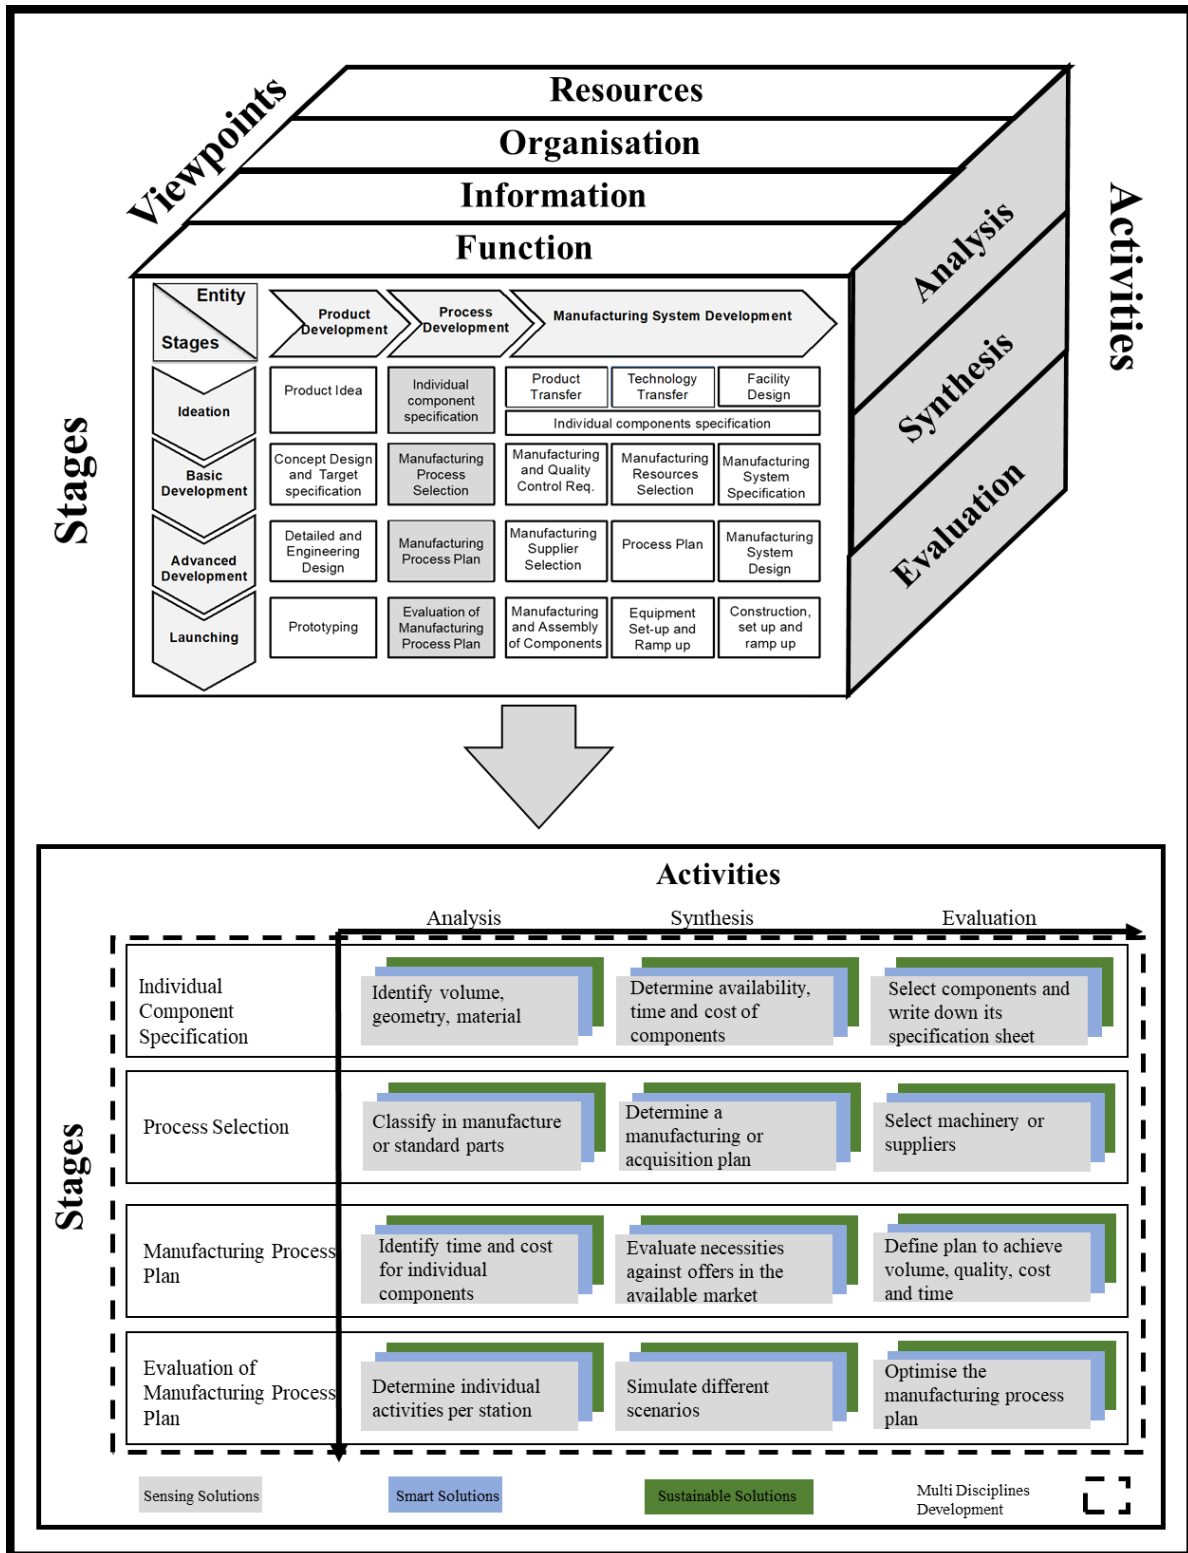 Viewpoints
Resources
Organisation
Information
Function
Activities
Analysis
Synthesis
Evaluation
Stages
Entity
Stages
Product
Development
Process
Development
Manufacturing System Development
Ideation
Product Idea
Individual
component
specification
Product
Transfer
Technology
Transfer
Facility
Design
Individual components specification
Basic
Development
Concept Design
and Target
specification
Manufacturing
Process
Selection
Manufacturing
and Quality
Control Req.
Manufacturing
Resources
Selection
Manufacturing
System
Specification
Advanced
Development
Detailed and
Engineering
Design
Manufacturing
Process Plan
Manufacturing
Supplier
Selection
Process Plan
Manufacturing
System
Design
Launching
Prototyping
Evaluation of
Manufacturing
Process Plan
Manufacturing
and Assembly
of Components
Equipment
Set-up and
Ramp up
Construction,
set up and
ramp up
Activities
Analysis
Synthesis
Evaluation
Stages
Individual
Component
Specification
Identify volume,
geometry, material
Determine availability,
time and cost of
components
Select components and
write down its
specification sheet
Process Selection
Classify in manufacture
or standard parts
Determine a
manufacturing or
acquisition plan
Select machinery or
suppliers
Manufacturing Process
Plan
Identify time and cost
for individual
components
Evaluate necessities
against offers in the
available market
Define plan to achieve
volume, quality, cost
and time
Evaluation of
Manufacturing Process
Plan
Determine individual
activities per station
Simulate different
scenarios
Optimise the
manufacturing process
plan
Sensing Solutions
Smart Solutions
Sustainable Solutions
Multi Disciplines
Development